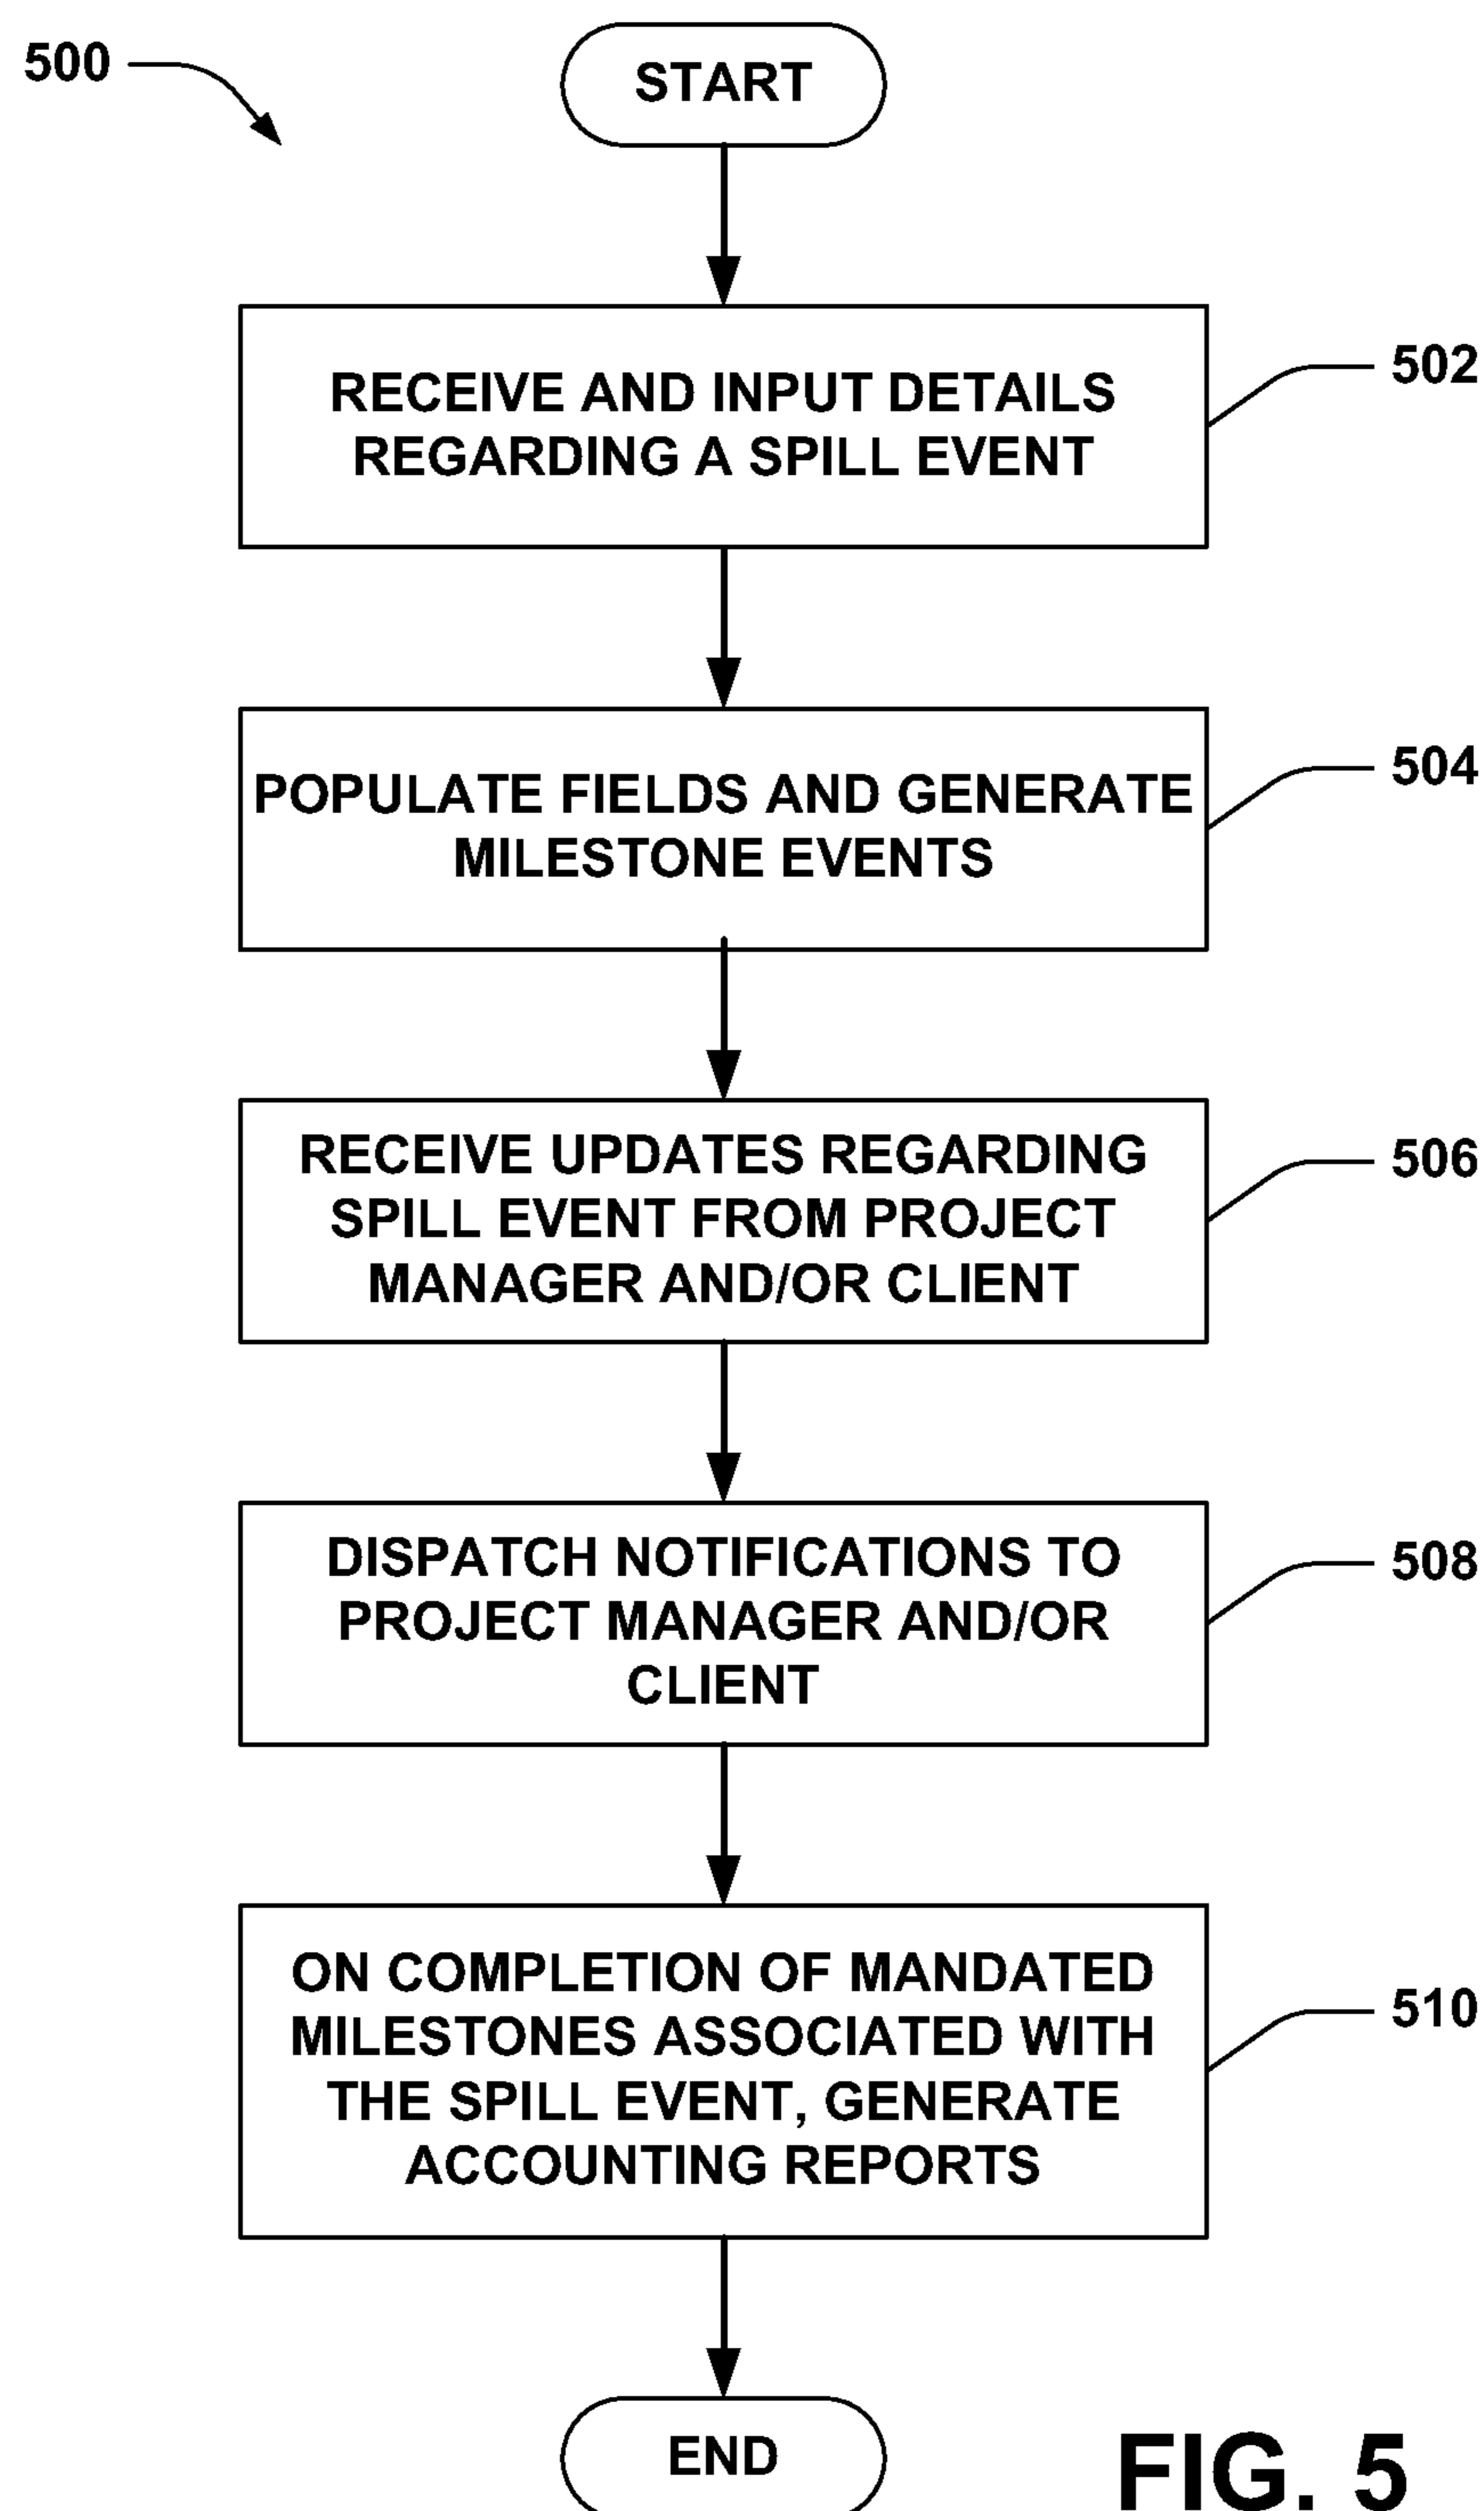 500
START
RECEIVE AND INPUT DETAILS
REGARDING A SPILL EVENT
502
POPULATE FIELDS AND GENERATE
MILESTONE EVENTS
504
RECEIVE UPDATES REGARDING
SPILL EVENT FROM PROJECT
MANAGER AND/OR CLIENT
506
DISPATCH NOTIFICATIONS TO
PROJECT MANAGER AND/OR
CLIENT
508
ON COMPLETION OF MANDATED
MILESTONES ASSOCIATED WITH
THE SPILL EVENT, GENERATE
ACCOUNTING REPORTS
510
END
FIG. 5